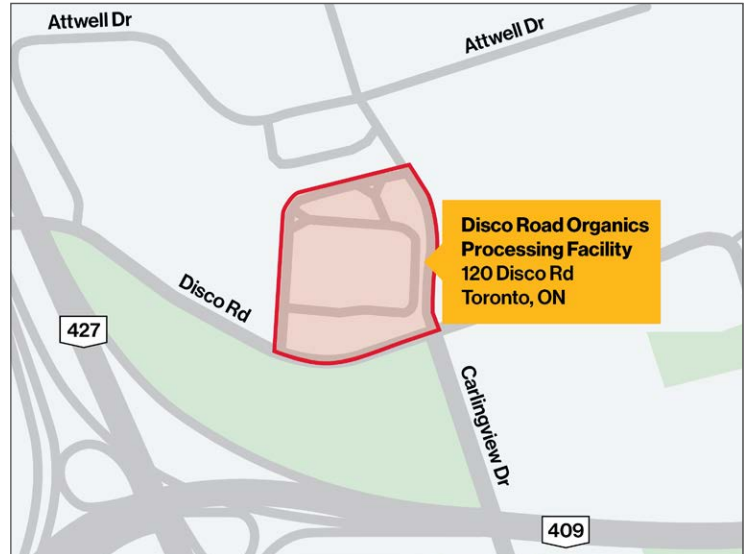 Attwell Dr
Attwell Dr
Disco Road Organics
Processing Facility
120 Disco Rd
Toronto, ON
Disco Rd
427
Carlingview Dr
409